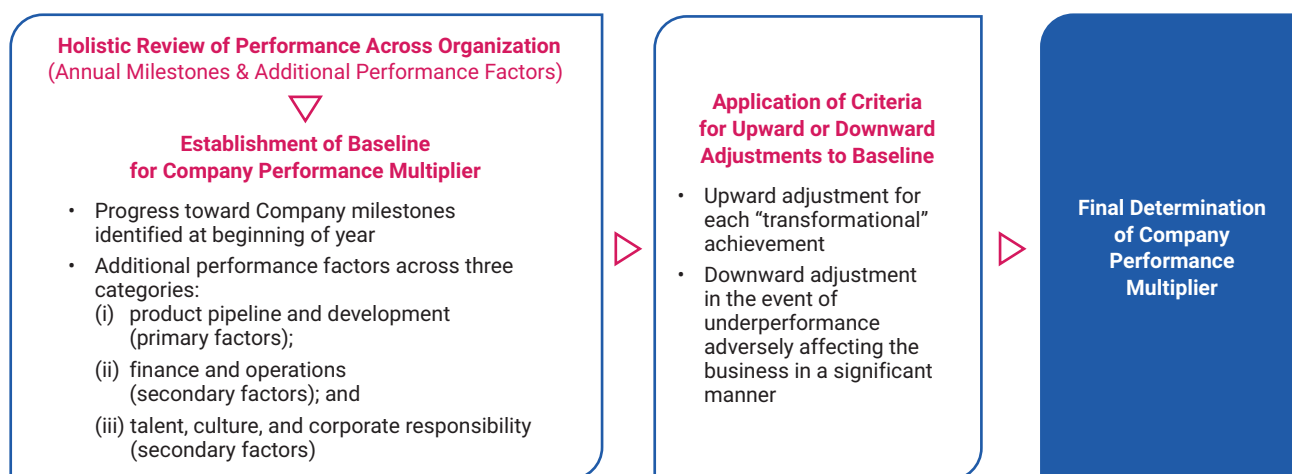 Holistic Review of Performance Across Organization
(Annual Milestones & Additional Performance Factors)
Establishment of Baseline
for Company Performance Multiplier
• Progress toward Company milestones
identified at beginning of year
• Additional performance factors across three
categories:
(i) product pipeline and development
(primary factors);
(ii) finance and operations
(secondary factors); and
(iii) talent, culture, and corporate responsibility
(secondary factors)
Application of Criteria
for Upward or Downward
Adjustments to Baseline
• Upward adjustment for
each “transformational”
achievement
• Downward adjustment
in the event of
underperformance
adversely affecting the
business in a significant
manner
Final Determination
of Company
Performance
Multiplier